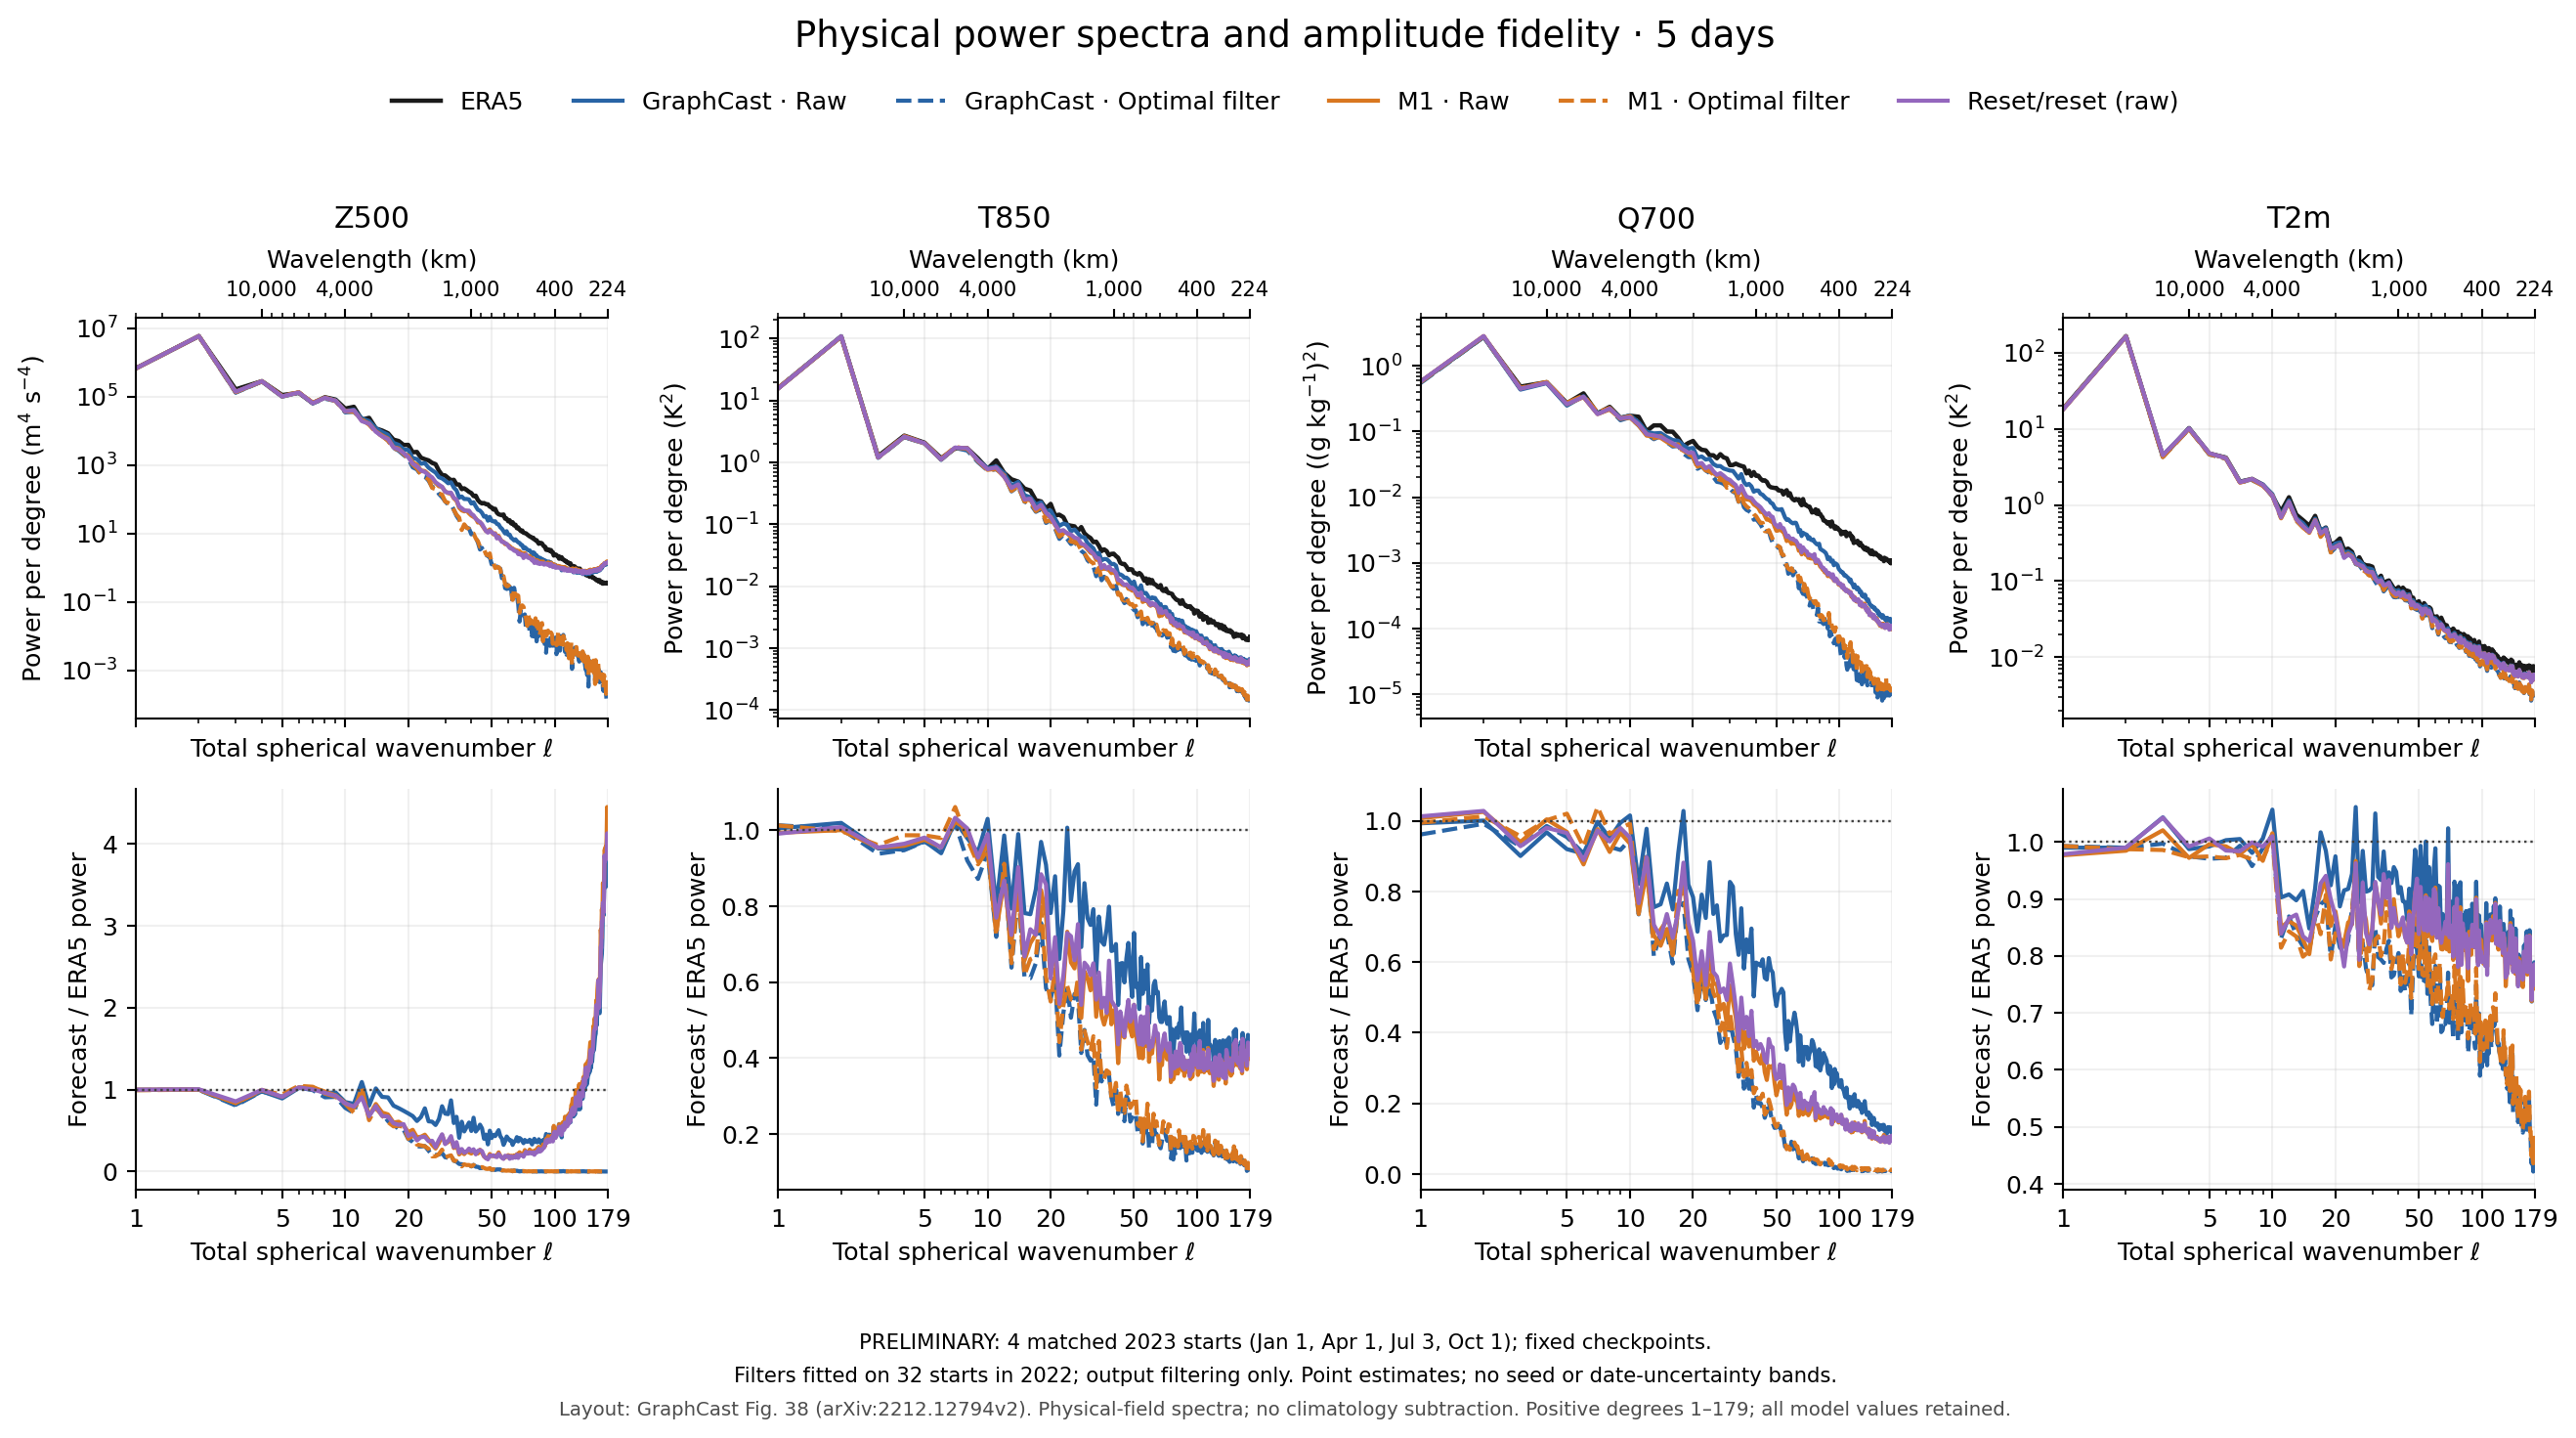 Physical power spectra and amplitude fidelity · 5 days
ERA5 GraphCast · Raw GraphCast · Optimal filter M1 · Raw M1 · Optimal filter Reset/reset (raw)
Z500 T850 Q700 T2m
Wavelength (km) Wavelength (km) Wavelength (km) Wavelength (km)
10,000 4,000 1,000 400 224 10,000 4,000 1,000 400 224 10,000 4,000 1,000 400 224 10,000 4,000 1,000 400 224
Power per degree (m⁴ s⁻⁴)
10⁷
10⁵
10³
10¹
10⁻¹
10⁻³
Total spherical wavenumber ℓ
Power per degree (K²)
10²
10¹
10⁰
10⁻¹
10⁻²
10⁻³
10⁻⁴
Total spherical wavenumber ℓ
Power per degree ((g kg⁻¹)²)
10⁰
10⁻¹
10⁻²
10⁻³
10⁻⁴
10⁻⁵
Total spherical wavenumber ℓ
Power per degree (K²)
10²
10¹
10⁰
10⁻¹
10⁻²
Total spherical wavenumber ℓ
Forecast / ERA5 power
4
3
2
1
0
1 5 10 20 50 100 179
Total spherical wavenumber ℓ
Forecast / ERA5 power
1.0
0.8
0.6
0.4
0.2
1 5 10 20 50 100 179
Total spherical wavenumber ℓ
Forecast / ERA5 power
1.0
0.8
0.6
0.4
0.2
0.0
1 5 10 20 50 100 179
Total spherical wavenumber ℓ
Forecast / ERA5 power
1.0
0.9
0.8
0.7
0.6
0.5
0.4
1 5 10 20 50 100 179
Total spherical wavenumber ℓ
PRELIMINARY: 4 matched 2023 starts (Jan 1, Apr 1, Jul 3, Oct 1); fixed checkpoints.
Filters fitted on 32 starts in 2022; output filtering only. Point estimates; no seed or date-uncertainty bands.
Layout: GraphCast Fig. 38 (arXiv:2212.12794v2). Physical-field spectra; no climatology subtraction. Positive degrees 1–179; all model values retained.